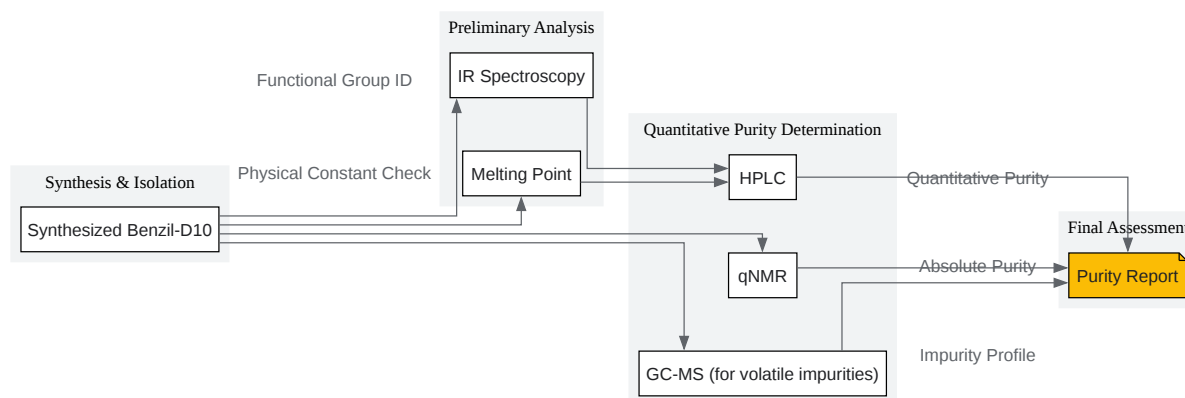 Preliminary Analysis
IR Spectroscopy
Functional Group ID
Quantitative Purity Determination
Melting Point
Physical Constant Check
HPLC
Quantitative Purity
Synthesis & Isolation
Synthesized Benzil-D10
Final Assessment
qNMR
Absolute Purity
Purity Report
Impurity Profile
GC-MS (for volatile impurities)